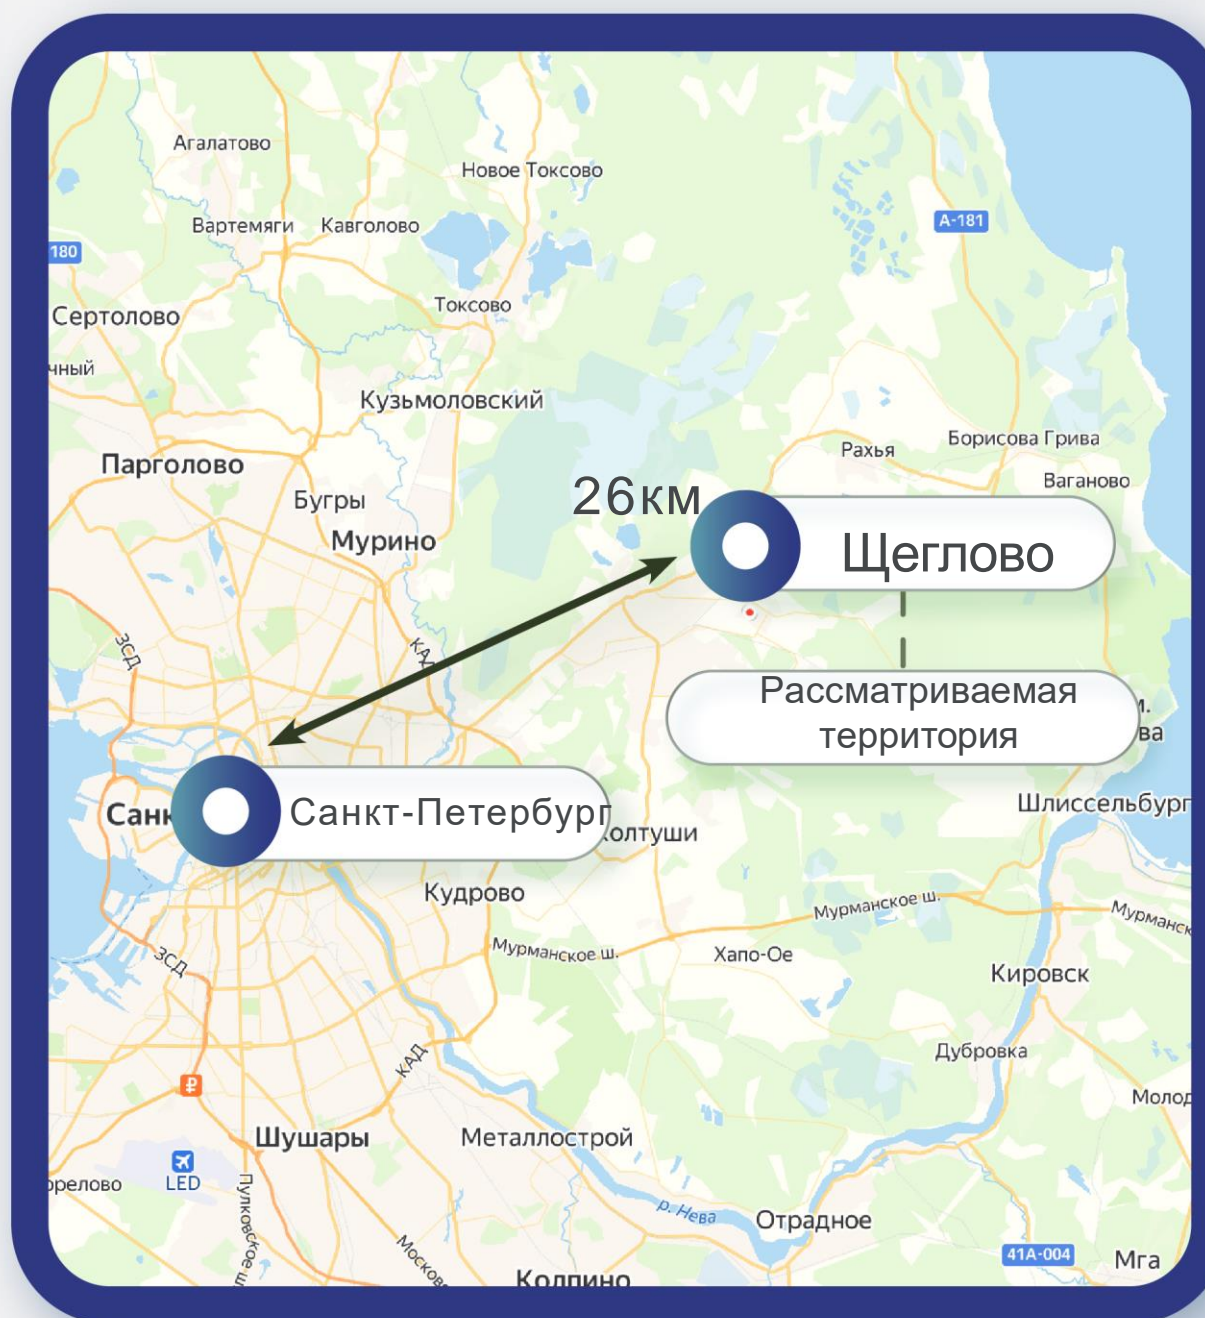 Агалатово
Новое Токсово
Вартемяги
Кавголово
А-181
180
Токсово
Сертолово
чный
Кузьмоловский
Рахья
Борисова Грива
Парголово
Ваганово
26км
Бугры
Мурино
Щеглово
ЗСД
КАД
Рассматриваемая
территория
м.
ва
Санк
Санкт-Петербург
Шлиссельбург
Колтуши
Кудрово
Мурманское ш.
Мурманск
Мурманское ш.
Хапо-Ое
ЗСД
Кировск
КАД
Дубровка
₽
Молод
Шушары
Металлострой
LED
орелово
Пулковское ш
р. Нева
Отрадное
Московс
41А-004
Мга
Колпино